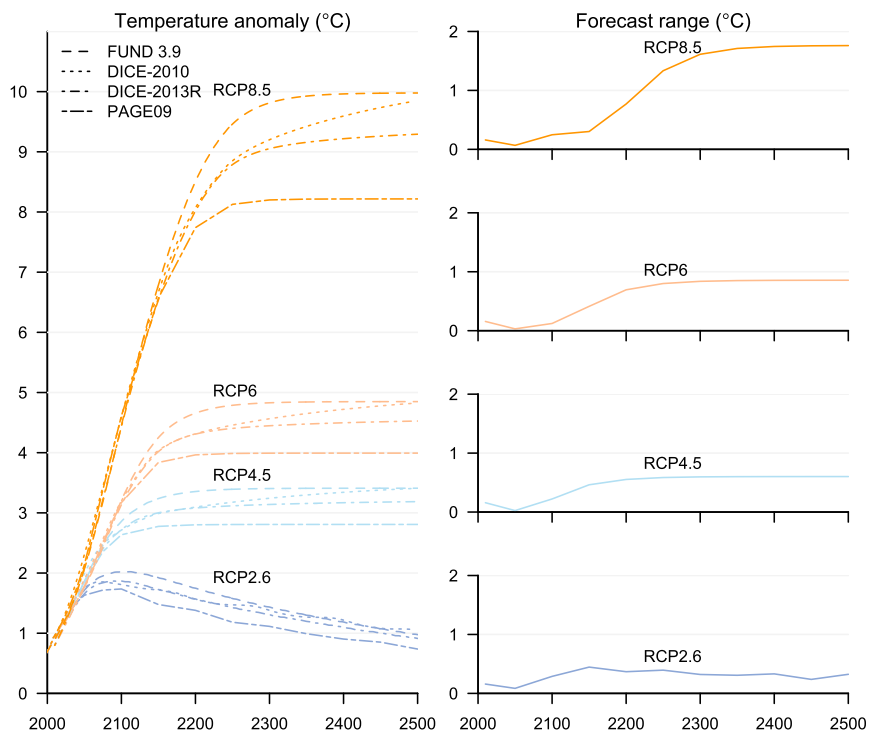 Temperature anomaly (°C)
FUND 3.9
DICE-2010
DICE-2013R
PAGE09
RCP8.5
RCP6
RCP4.5
RCP2.6
10
9
8
7
6
5
4
3
2
1
0
2000 2100 2200 2300 2400 2500
Forecast range (°C)
RCP8.5
2
1
0
RCP6
2
1
0
RCP4.5
2
1
0
RCP2.6
2
1
0
2000 2100 2200 2300 2400 2500